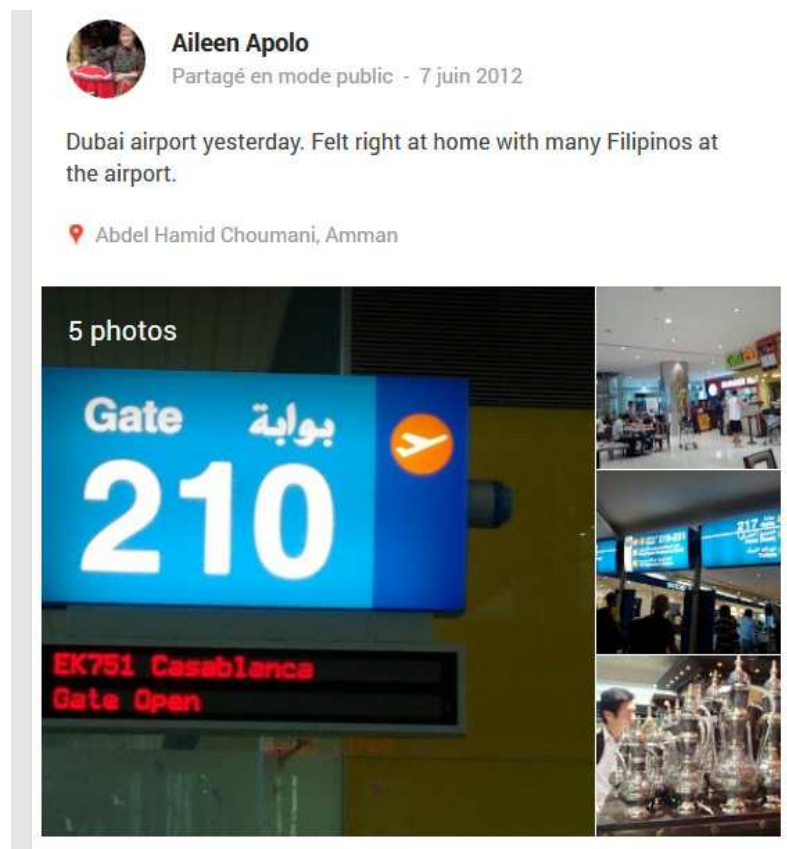 Aileen Apolo
Partagé en mode public - 7 juin 2012
Dubai airport yesterday. Felt right at home with many Filipinos at
the airport.
Abdel Hamid Choumani, Amman
5 photos
Gate بوابة
210
EK751 Casablanca
Gate Open
217